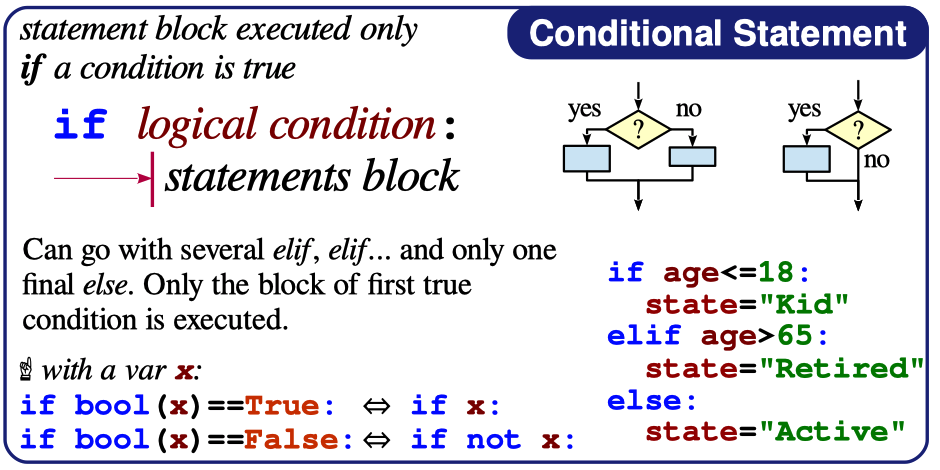 Conditional Statement
statement block executed only
if a condition is true
if logical condition:
statements block
yes
?
no
yes
?
no
Can go with several elif, elif... and only one
final else. Only the block of first true
condition is executed.
☝ with a var x:
if bool(x)==True: ⇔ if x:
if bool(x)==False:⇔ if not x:
if age<=18:
state="Kid"
elif age>65:
state="Retired"
else:
state="Active"